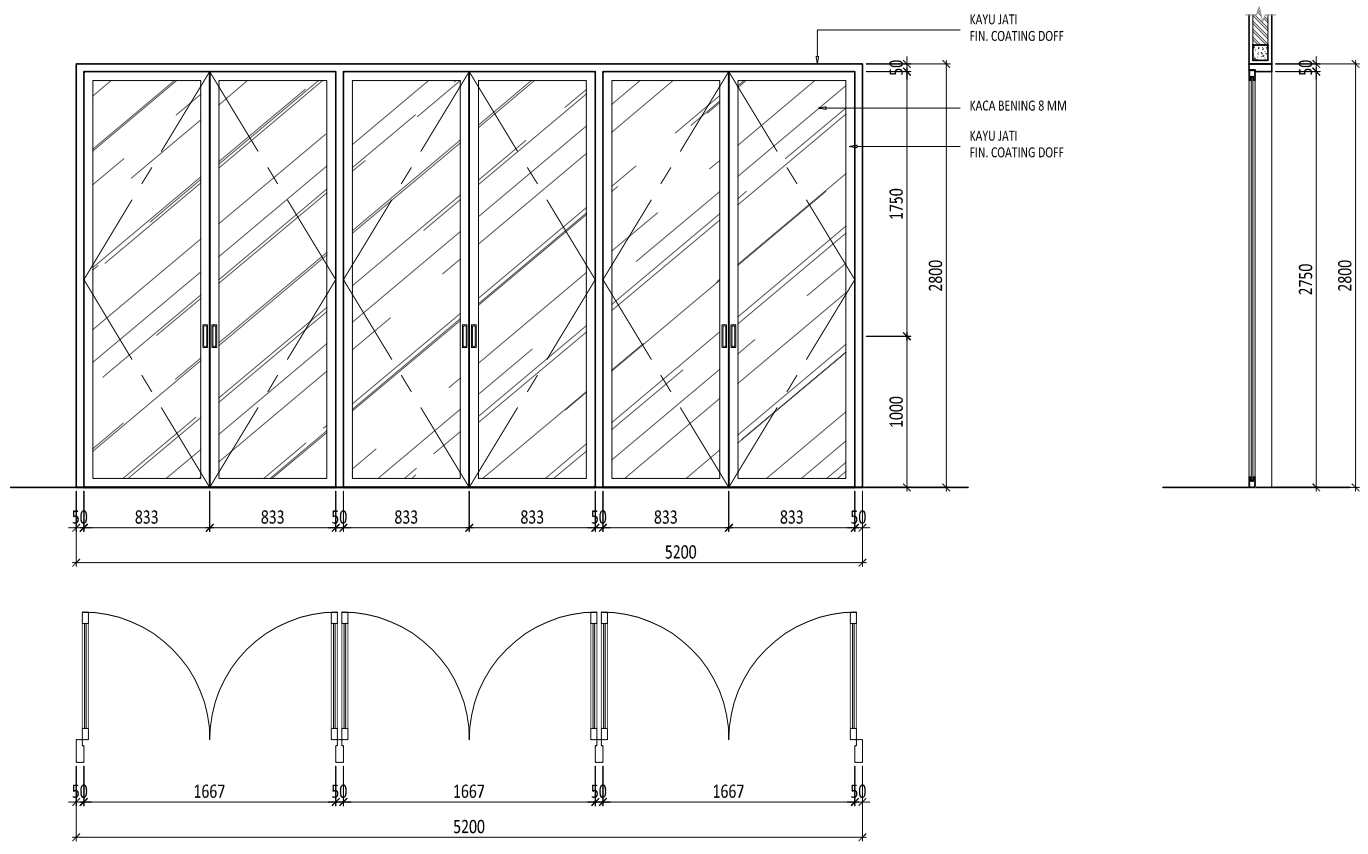 KAYU JATI
FIN. COATING DOFF
50
50
KACA BENING 8 MM
KAYU JATI
FIN. COATING DOFF
1750
2800
2750
2800
1000
50 833 833 50 833 833 50 833 833 50
5200
50 1667 50 1667 50 1667 50
5200